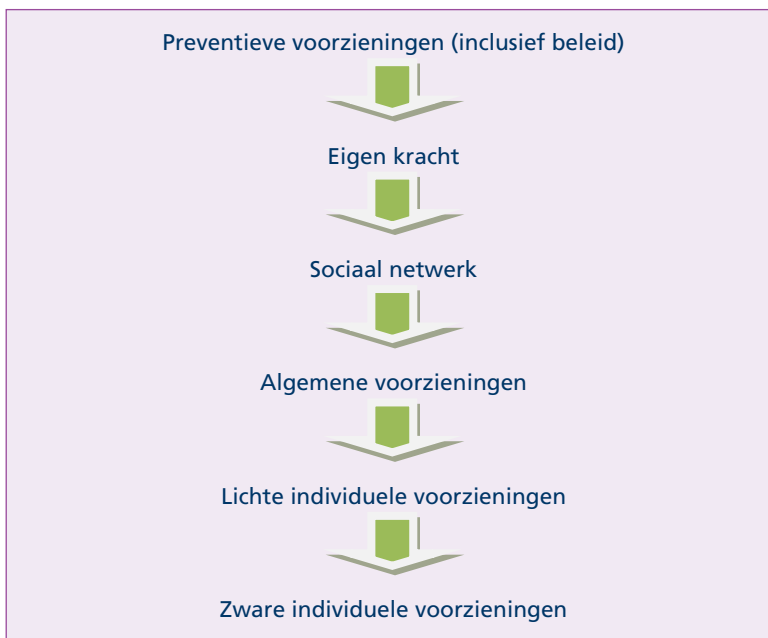 Preventieve voorzieningen (inclusief beleid)
Eigen kracht
Sociaal netwerk
Algemene voorzieningen
Lichte individuele voorzieningen
Zware individuele voorzieningen